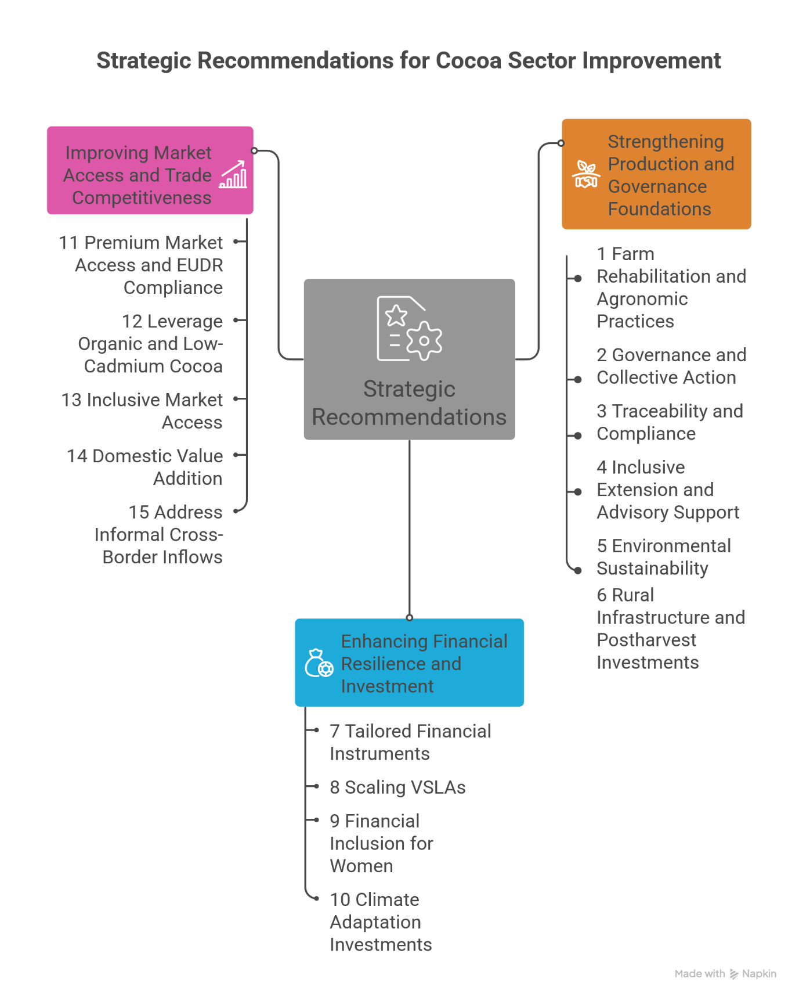 Strategic Recommendations for Cocoa Sector Improvement
Improving Market
Access and Trade
Competitiveness
11 Premium Market
Access and EUDR
Compliance
12 Leverage
Organic and Low-
Cadmium Cocoa
13 Inclusive Market
Access
14 Domestic Value
Addition
15 Address
Informal Cross-
Border Inflows
Strategic
Recommendations
Strengthening
Production and
Governance
Foundations
1 Farm
Rehabilitation and
Agronomic
Practices
2 Governance and
Collective Action
3 Traceability and
Compliance
4 Inclusive
Extension and
Advisory Support
5 Environmental
Sustainability
6 Rural
Infrastructure and
Postharvest
Investments
Enhancing Financial
Resilience and
Investment
7 Tailored Financial
Instruments
8 Scaling VSLAs
9 Financial
Inclusion for
Women
10 Climate
Adaptation
Investments
Made with Napkin